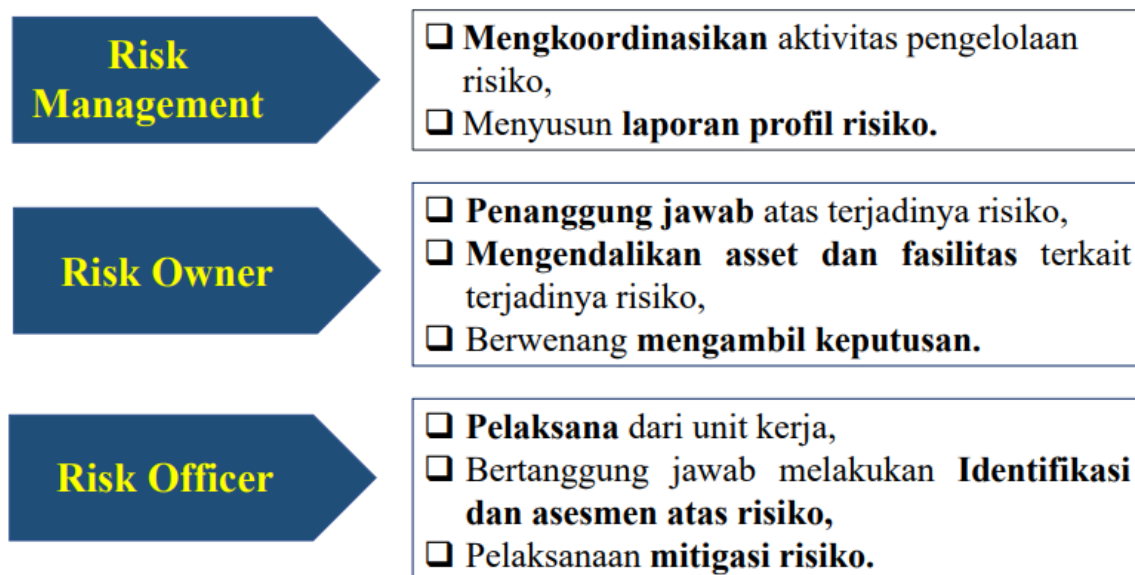 Risk
Management
❑ Mengkoordinasikan aktivitas pengelolaan
risiko,
❑ Menyusun laporan profil risiko.
Risk Owner
❑ Penanggung jawab atas terjadinya risiko,
❑ Mengendalikan asset dan fasilitas terkait
terjadinya risiko,
❑ Berwenang mengambil keputusan.
Risk Officer
❑ Pelaksana dari unit kerja,
❑ Bertanggung jawab melakukan Identifikasi
dan asesmen atas risiko,
❑ Pelaksanaan mitigasi risiko.